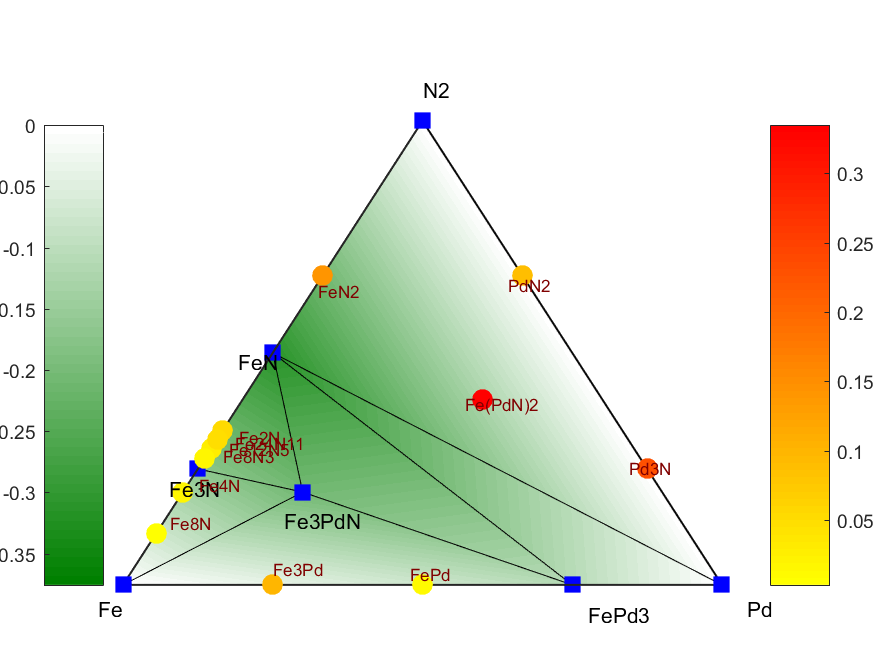 N2
0
0.05
-0.1
0.15
-0.2
0.25
-0.3
0.35
0.3
0.25
0.2
0.15
0.1
0.05
FeN2
PdN2
FeN
Fe(PdN)2
Fe2N
Fe12N5
Fe8N3
Pd3N
Fe4N
Fe3N
Fe8N
Fe3PdN
Fe3Pd
FePd
Fe
FePd3
Pd